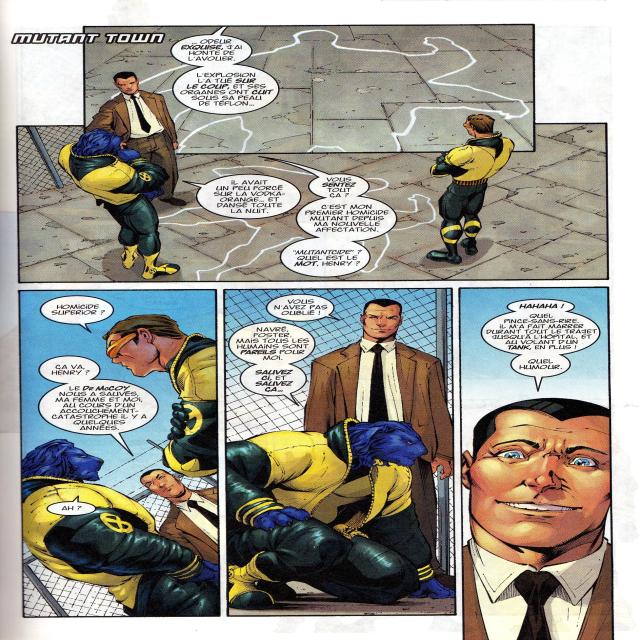 MUTANT TOWN
... ODEUR
EXQUISE, J'AI
HONTE DE
L'AVOUER.
L'EXPLOSION
L'A TUÉ SUR
LE COUP, ET SES
ORGANES ONT CUIT
SOUS SA PEAU
DE TÉFLON...
IL AVAIT
UN PEU FORCÉ
SUR LA VODKA-
ORANGE... ET
DANSÉ TOUTE
LA NUIT.
VOUS
SENTEZ
TOUT
ÇA ?
C'EST MON
PREMIER HOMICIDE
MUTANT DEPUIS
MA NOUVELLE
AFFECTATION.
"MUTANTCIDE" ?
QUEL EST LE
MOT, HENRY ?
HOMICIDE
SUPERIOR ?
ÇA VA,
HENRY ?
LE Dr McCOY
NOUS A SAUVÉS,
MA FEMME ET MOI,
AU COURS D'UN
ACCOUCHEMENT-
CATASTROPHE IL Y A
QUELQUES
ANNÉES.
AH ?
VOUS
N'AVEZ PAS
OUBLIÉ !
NAVRÉ,
POSTER.
MAIS TOUS LES
HUMAINS SONT
PAREILS POUR
MOI.
SAUVEZ
CI, ET
SAUVEZ
ÇA...
HAHAHA !
QUEL
PINCE-SANS-RIRE.
IL M'A FAIT MARRER
DURANT TOUT LE TRAJET
JUSQU'À L'HÔPITAL, ET
AU VOLANT D'UN
TANK, EN PLUS !
QUEL
HUMOUR.